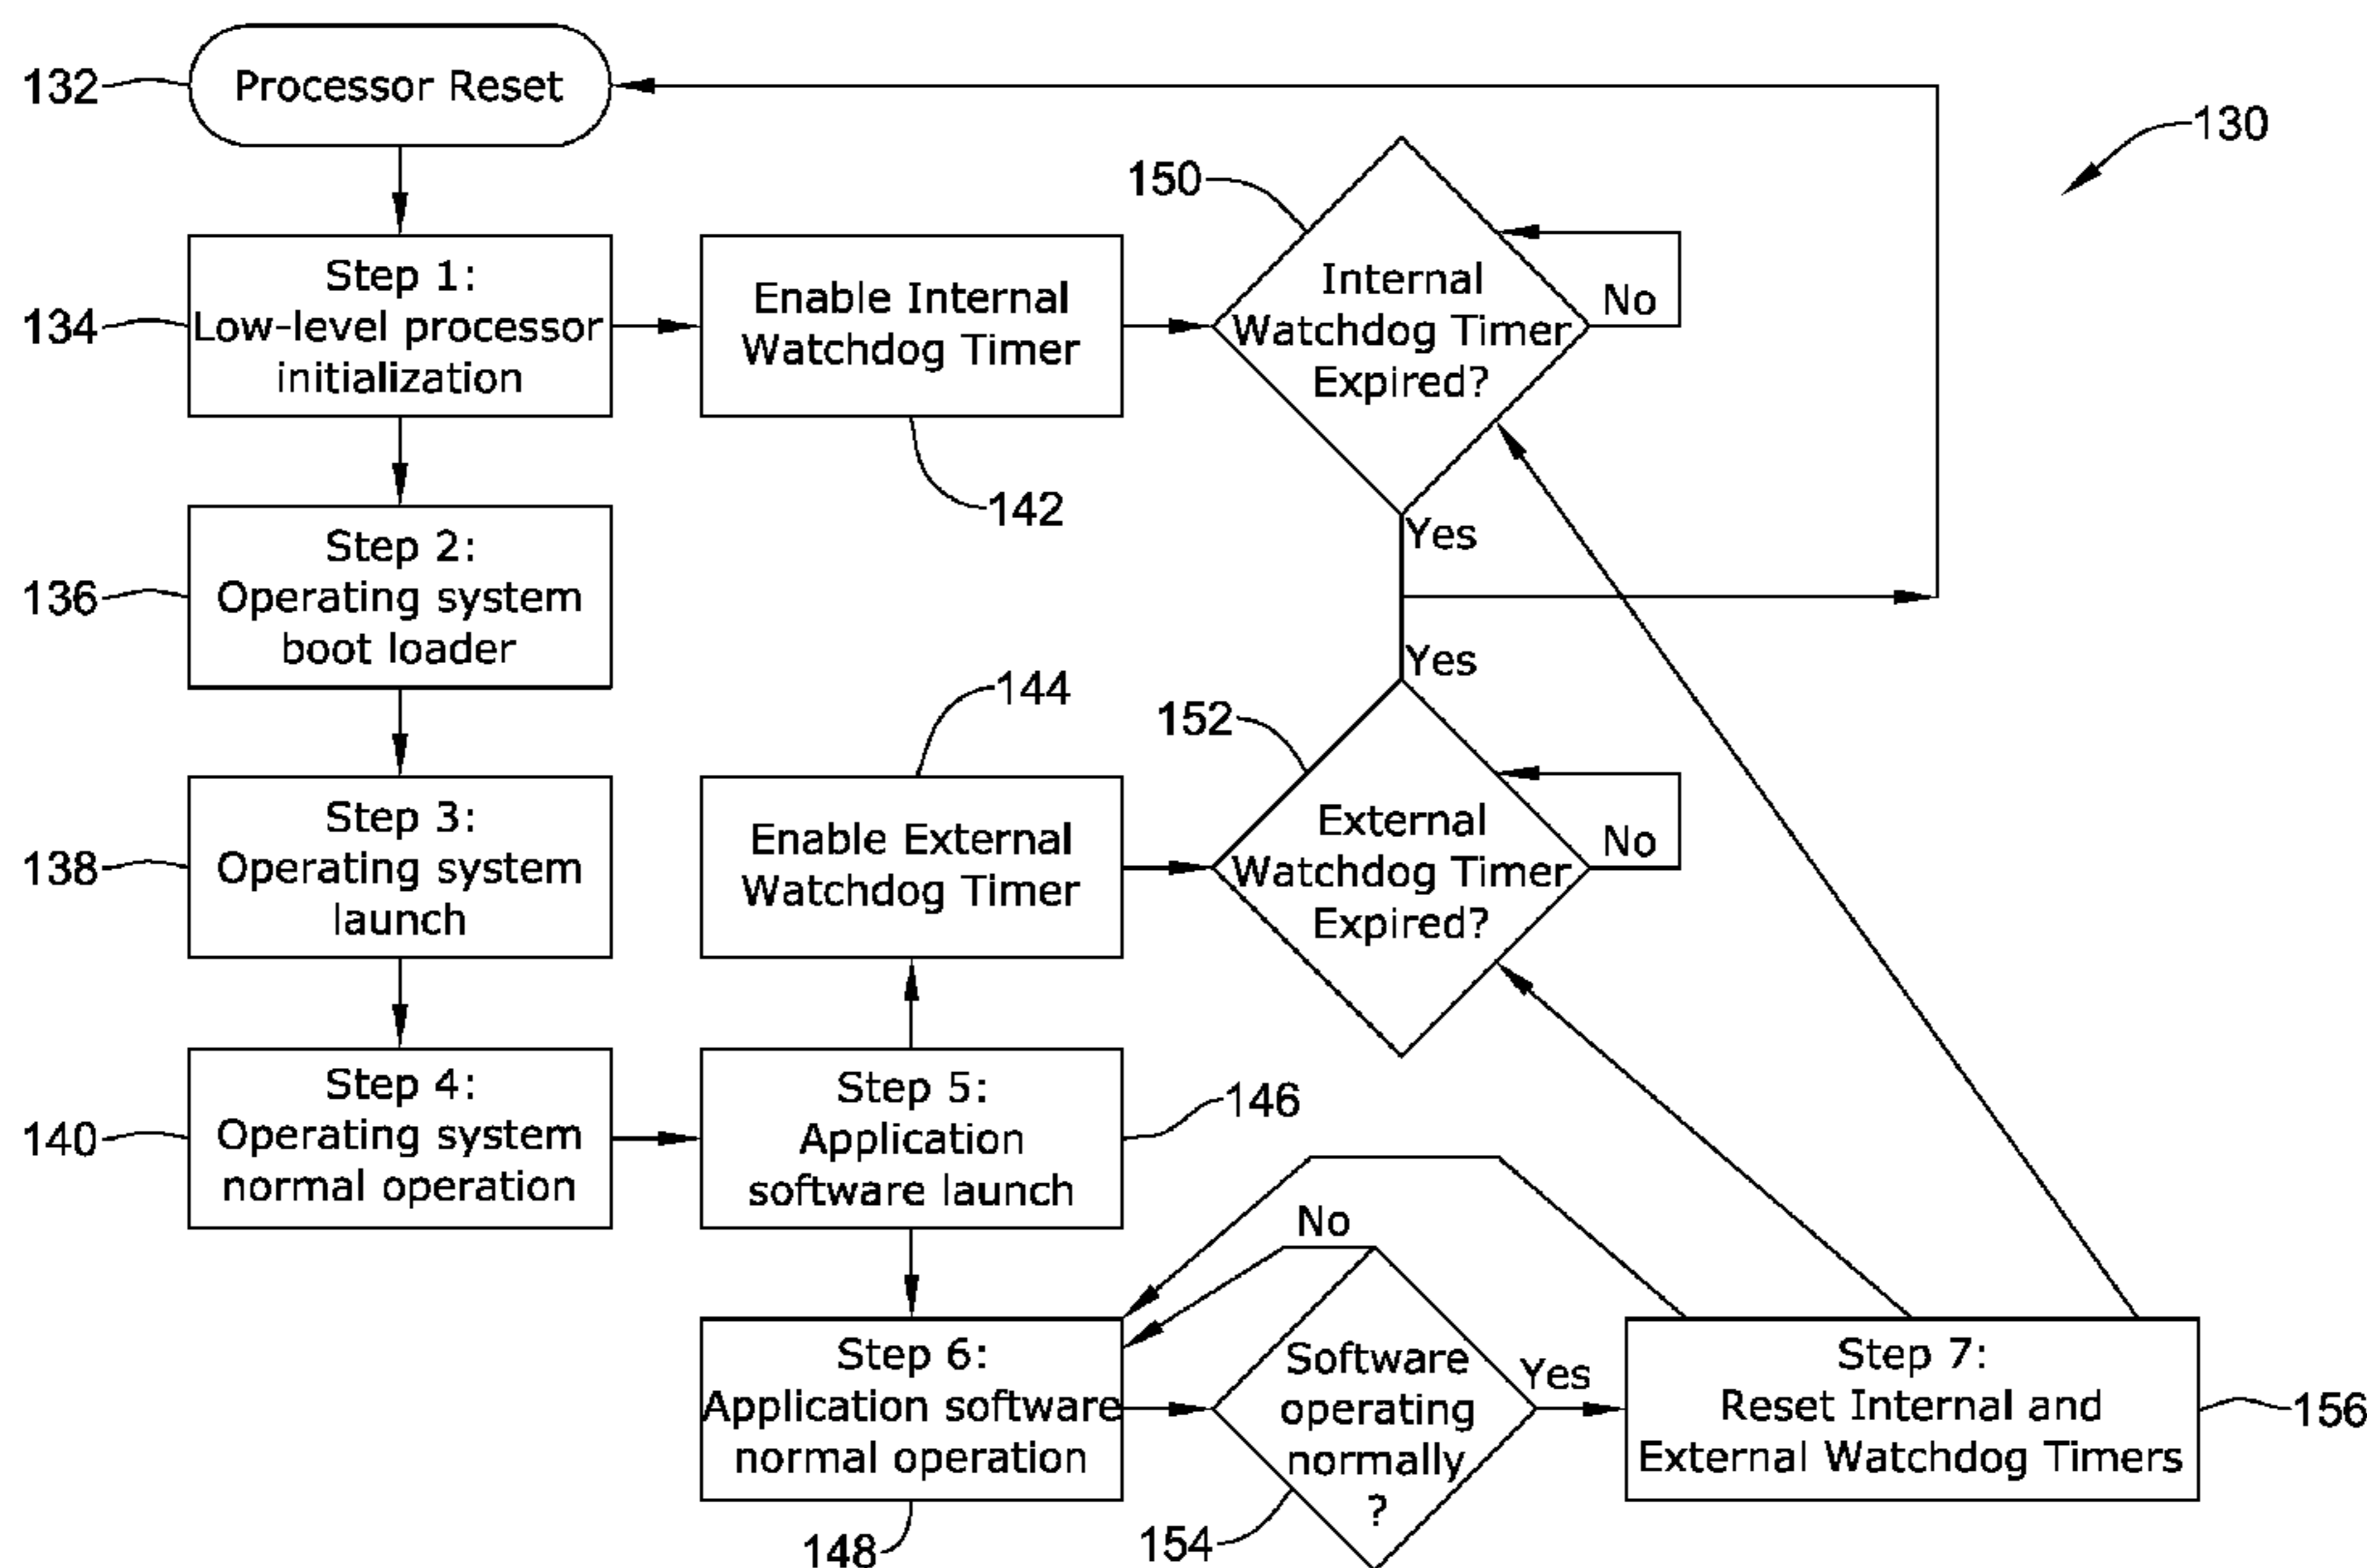 132
Processor Reset
130
150
134
Step 1:
Low-level processor
initialization
Enable Internal
Watchdog Timer
142
Internal
Watchdog Timer
Expired?
No
Yes
136
Step 2:
Operating system
boot loader
Yes
144
152
138
Step 3:
Operating system
launch
Enable External
Watchdog Timer
External
Watchdog Timer
Expired?
No
140
Step 4:
Operating system
normal operation
Step 5:
Application
software launch
146
No
Step 6:
Application software
normal operation
148
Software
operating
normally
?
154
Yes
Step 7:
Reset Internal and
External Watchdog Timers
156